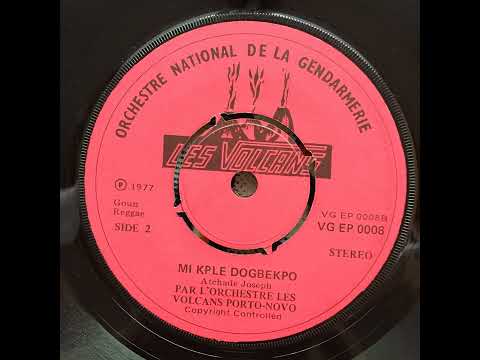 ORCHESTRE NATIONAL DE LA GENDARMERIE
LES VOLCANS
Ⓟ 1977
Goun
Reggae
SIDE 2
VG EP 0008B
VG EP 0008
STEREO
MI KPLE DOGBEKPO
Atchade Joseph
PAR L'ORCHESTRE LES
VOLCANS PORTO-NOVO
Copyright Controlled